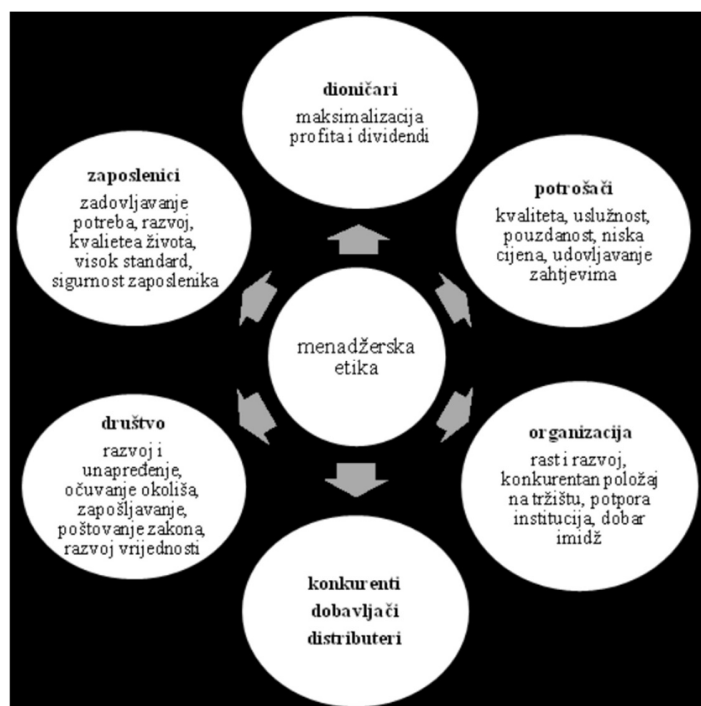 dioničari
maksimalizacija
profita i dividendi
zaposlenici
zadovljavanje
potreba, razvoj,
kvalietea života,
visok standard,
sigurnost zaposlenika
potrošači
kvaliteta, uslužnost,
pouzdanost, niska
cijena, udovljavanje
zahtjevima
menadžerska
etika
društvo
razvoj i
unapređenje,
očuvanje okoliša,
zapošljavanje,
poštovanje zakona,
razvoj vrijednosti
organizacija
rast i razvoj,
konkurentan položaj
na tržištu, potpora
institucija, dobar
imidž
konkurenti
dobavljači
distributeri